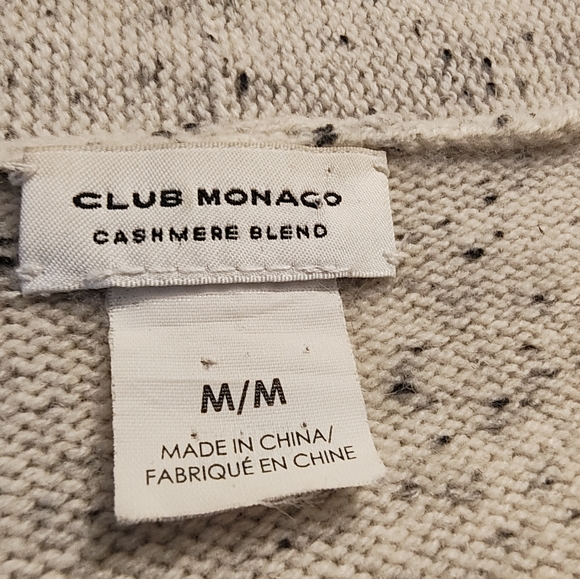 CLUB MONACO
CASHMERE BLEND
M/M
MADE IN CHINA/
FABRIQUÉ EN CHINE